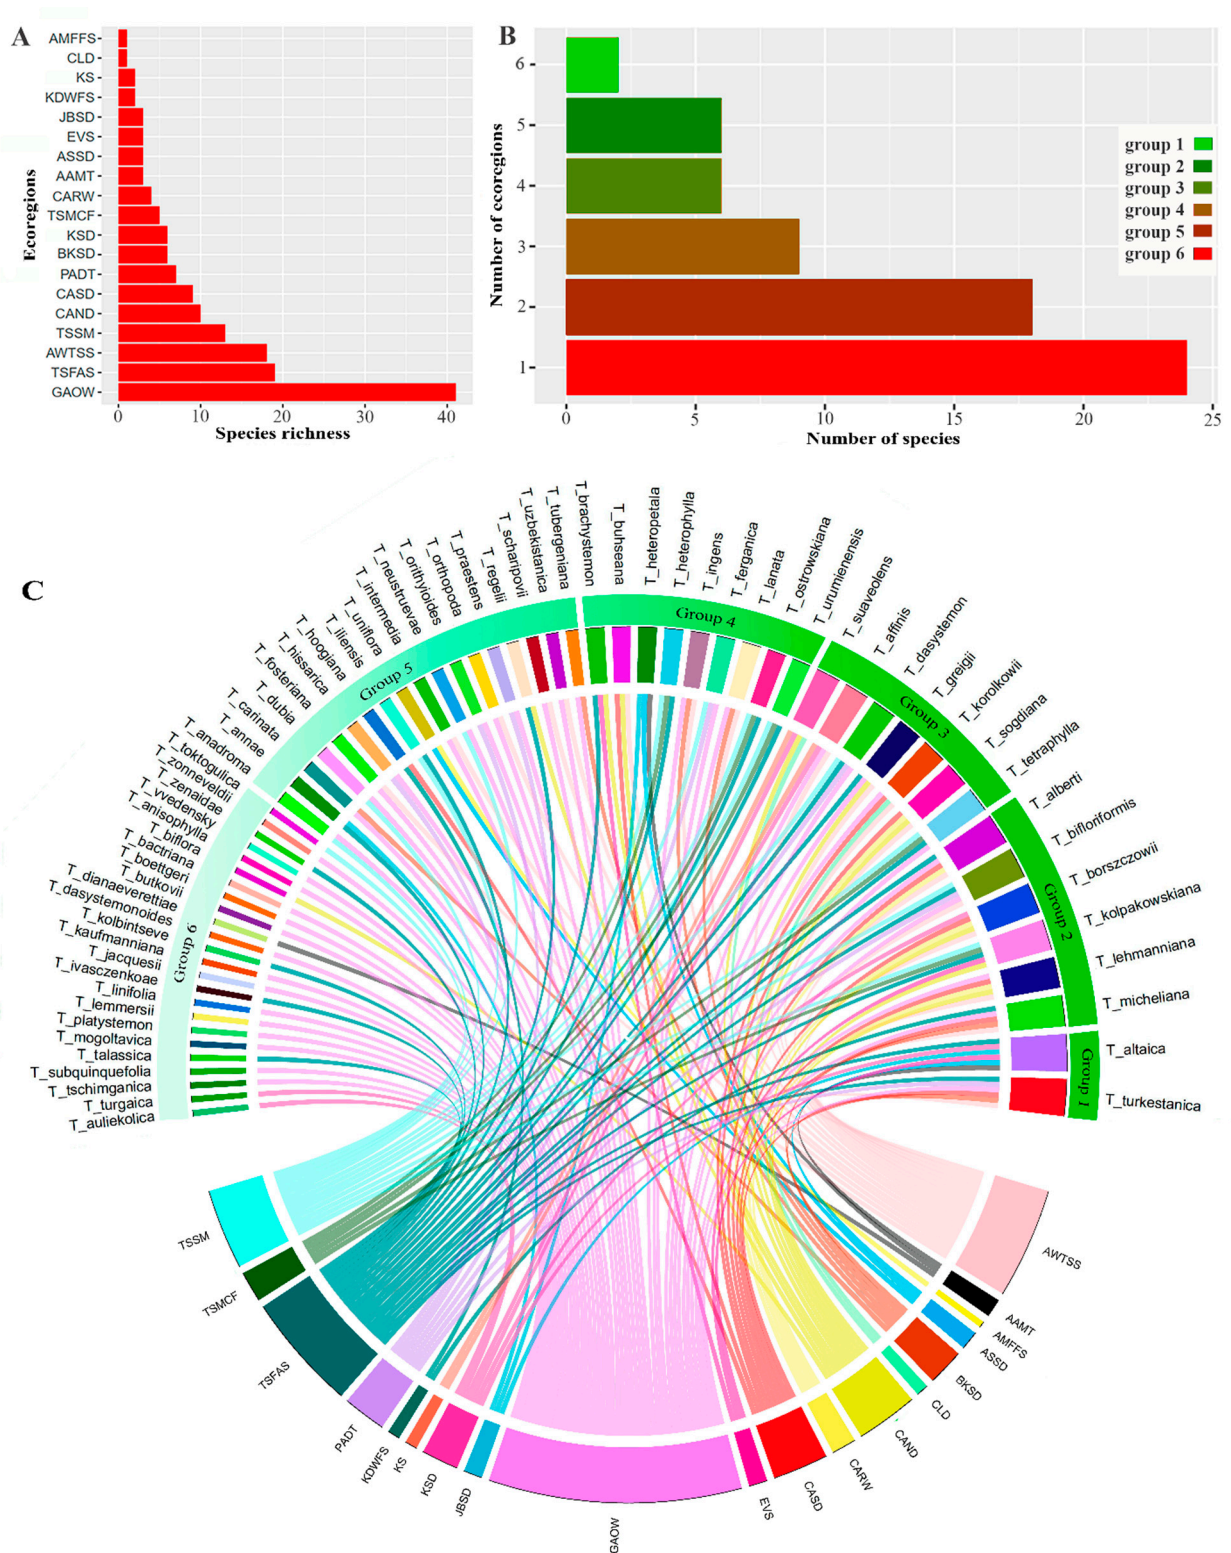 A
AMFFS
CLD
KS
KDWFS
JBSD
EVS
ASSD
AAMT
CARW
TSMCF
KSD
BKSD
PADT
CASD
CAND
TSSM
AWTSS
TSFAS
GAOW
Ecoregions
0 10 20 30 40
Species richness
B
6
5
4
3
2
1
Number of ecoregions
0 5 10 15 20 25
Number of species
group 1
group 2
group 3
group 4
group 5
group 6
C
Group 6
Group 5
Group 4
Group 3
Group 2
Group 1
T_auliekolica
T_turgaica
T_tschimganica
T_subquinquefolia
T_talassica
T_mogoltavica
T_platystemon
T_lemmersii
T_linifolia
T_ivasczenkoae
T_jacquesii
T_kaufmanniana
T_kolbintseve
T_dasystemonoides
T_dianaeverettiae
T_butkovii
T_boettgeri
T_bactriana
T_biflora
T_anisophylla
T_vvedensky
T_zenaidae
T_zonneveldii
T_toktogulica
T_anadroma
T_annae
T_carinata
T_dubia
T_fosteriana
T_hissarica
T_hoogiana
T_iliensis
T_uniflora
T_intermedia
T_neustruevae
T_orithyioides
T_orthopoda
T_praestens
T_regelii
T_scharipovii
T_uzbekistanica
T_tubergeniana
T_brachystemon
T_buhseana
T_heteropetala
T_heterophylla
T_ingens
T_ferganica
T_lanata
T_ostrowskiana
T_urumienensis
T_suaveolens
T_affinis
T_dasystemon
T_greigii
T_korolkowii
T_sogdiana
T_tetraphylla
T_alberti
T_bifloriformis
T_borszczowii
T_kolpakowskiana
T_lehmanniana
T_micheliana
T_altaica
T_turkestanica
TSSM
TSMCF
TSFAS
PADT
KDWFS
KS
KSD
JBSD
GAOW
EVS
CASD
CARW
CAND
CLD
BKSD
ASSD
AMFFS
AAMT
AWTSS